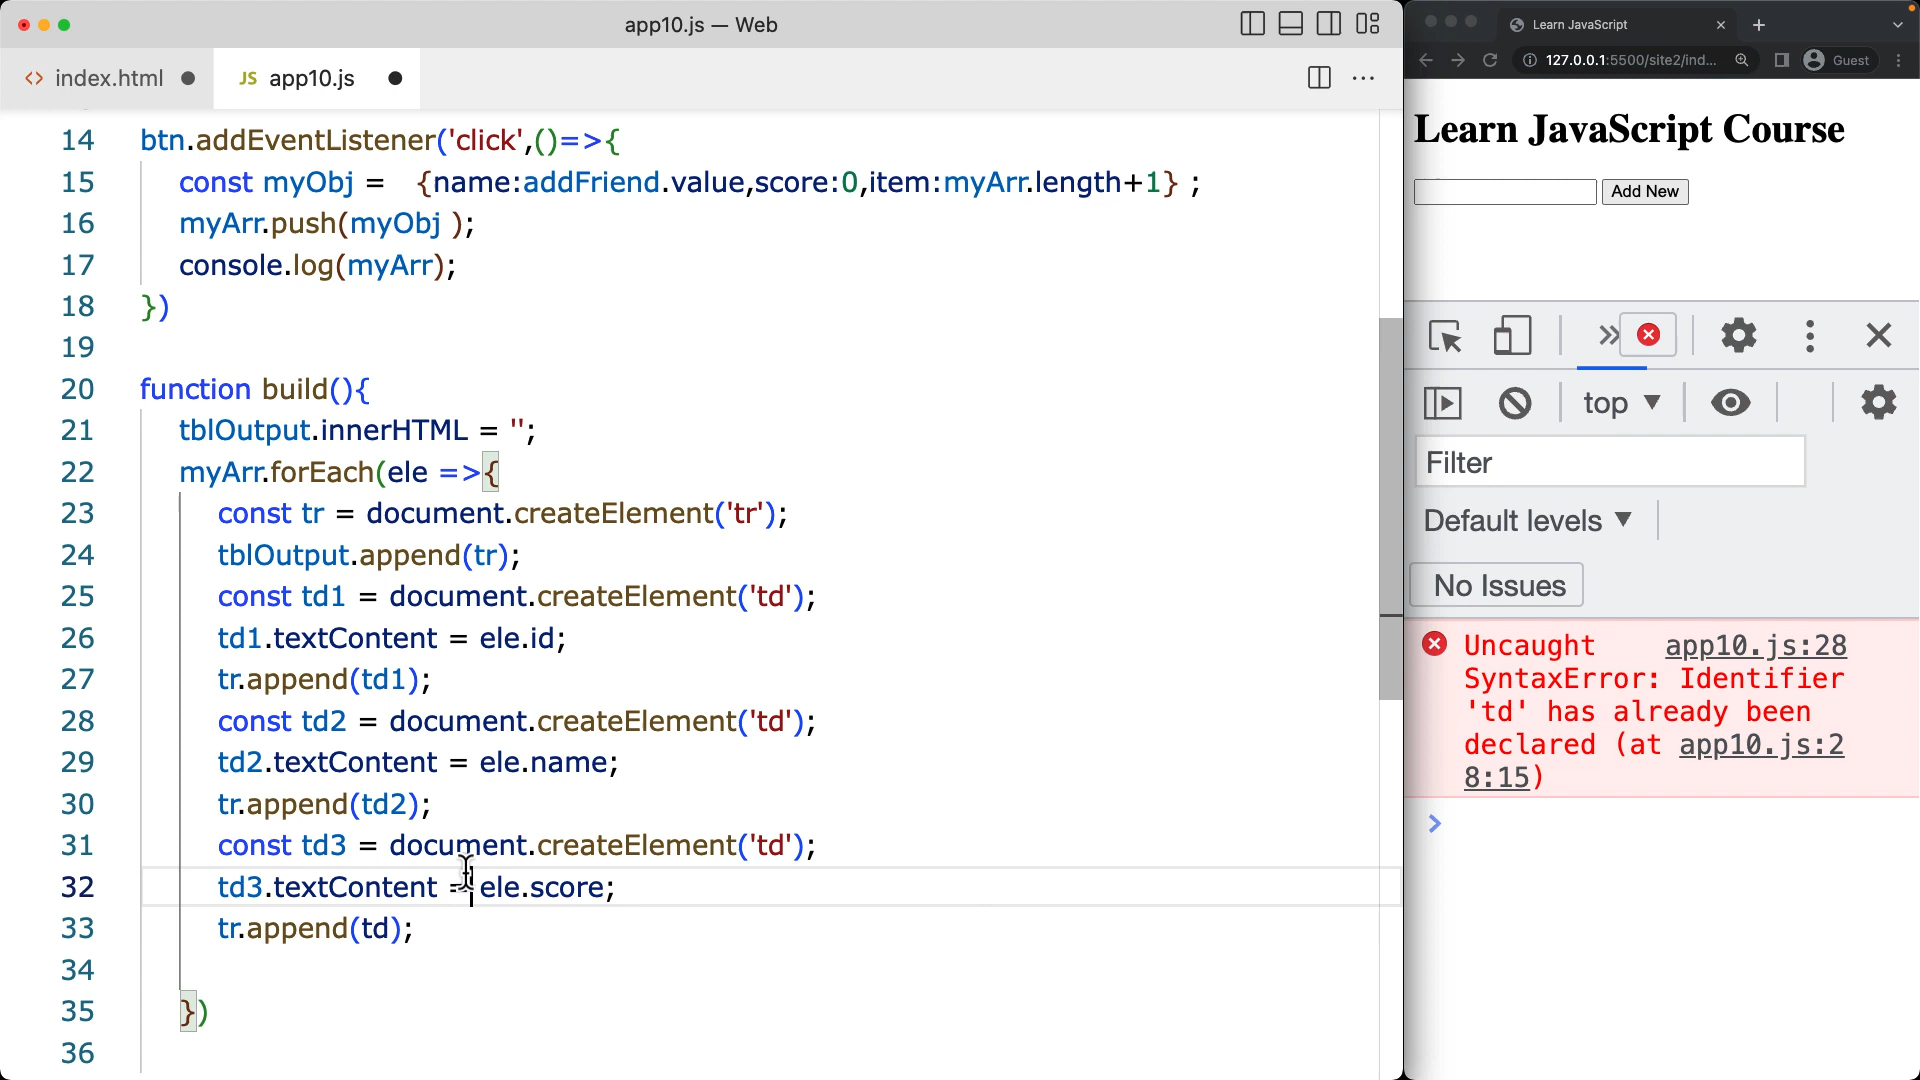 app10.js — Web
index.html
JS app10.js
14 btn.addEventListener('click',()=>{
15 const myObj = {name:addFriend.value,score:0,item:myArr.length+1} ;
16 myArr.push(myObj );
17 console.log(myArr);
18 })
19
20 function build(){
21 tblOutput.innerHTML = '';
22 myArr.forEach(ele =>{
23 const tr = document.createElement('tr');
24 tblOutput.append(tr);
25 const td1 = document.createElement('td');
26 td1.textContent = ele.id;
27 tr.append(td1);
28 const td2 = document.createElement('td');
29 td2.textContent = ele.name;
30 tr.append(td2);
31 const td3 = document.createElement('td');
32 td3.textContent = ele.score;
33 tr.append(td);
34
35 })
36
Learn JavaScript
127.0.0.1:5500/site2/ind...
Guest
Learn JavaScript Course
Add New
top
Filter
Default levels
No Issues
Uncaught app10.js:28
SyntaxError: Identifier
'td' has already been
declared (at app10.js:2
8:15)